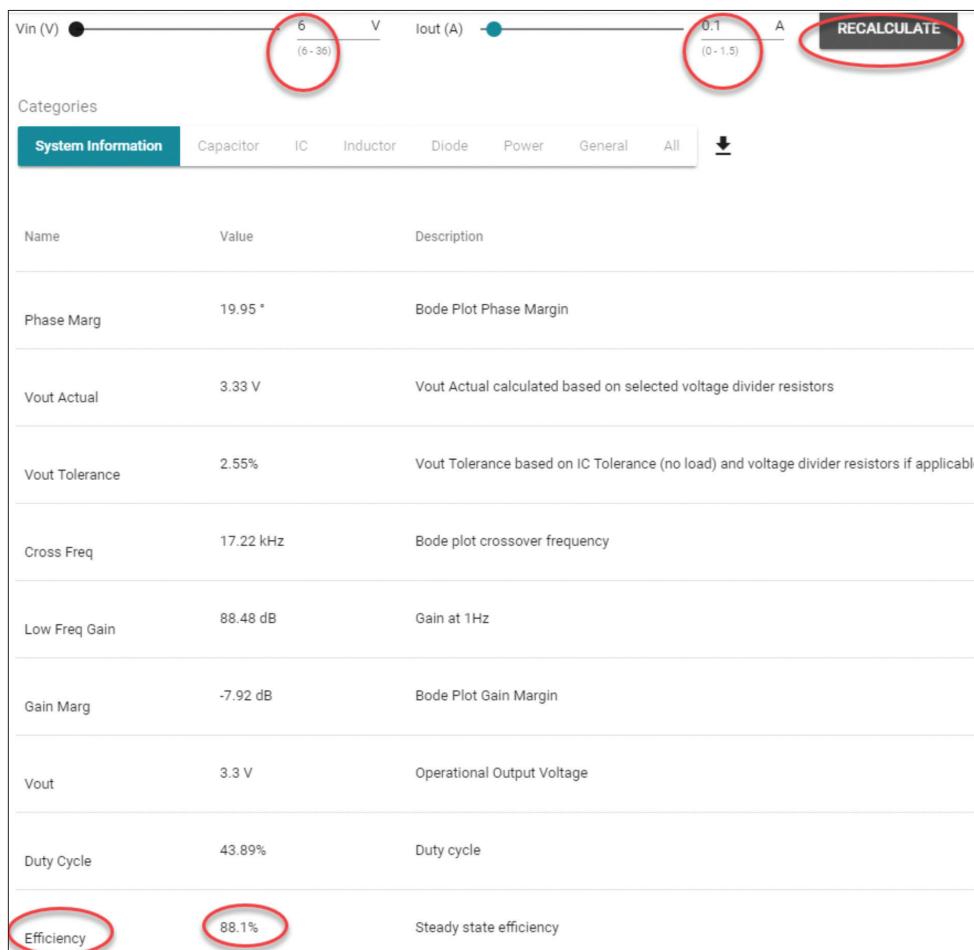 Vin (V) 6 V Iout (A) 0.1 A RECALCULATE
(6 - 36) (0 - 1.5)
Categories
System Information Capacitor IC Inductor Diode Power General All
Name Value Description
Phase Marg 19.95 ° Bode Plot Phase Margin
Vout Actual 3.33 V Vout Actual calculated based on selected voltage divider resistors
Vout Tolerance 2.55% Vout Tolerance based on IC Tolerance (no load) and voltage divider resistors if applicable
Cross Freq 17.22 kHz Bode plot crossover frequency
Low Freq Gain 88.48 dB Gain at 1Hz
Gain Marg -7.92 dB Bode Plot Gain Margin
Vout 3.3 V Operational Output Voltage
Duty Cycle 43.89% Duty cycle
Efficiency 88.1% Steady state efficiency